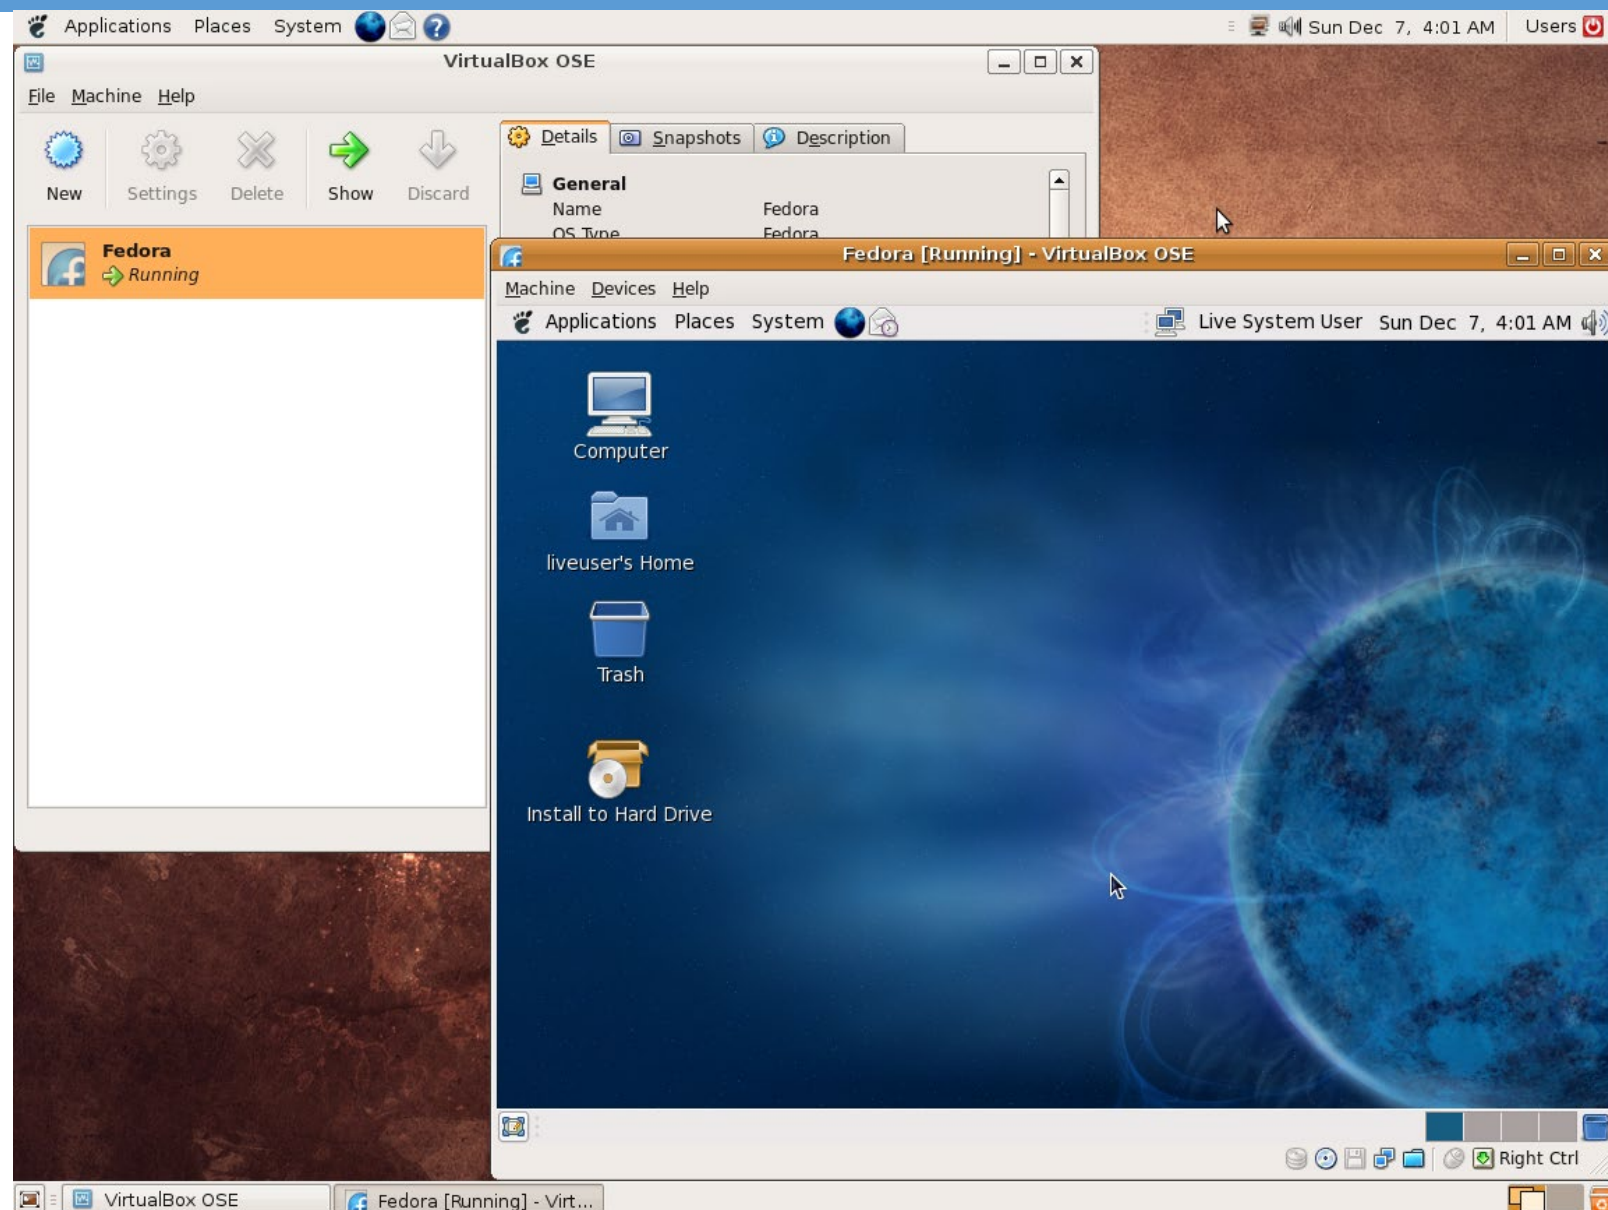 Applications Places System Sun Dec 7, 4:01 AM Users
VirtualBox OSE
File Machine Help
New Settings Delete Show Discard
Details Snapshots Description
General
Name Fedora
OS Type Fedora
Fedora
Running
Fedora [Running] - VirtualBox OSE
Machine Devices Help
Applications Places System Live System User Sun Dec 7, 4:01 AM
Computer
liveuser's Home
Trash
Install to Hard Drive
Right Ctrl
VirtualBox OSE Fedora [Running] - Virt...